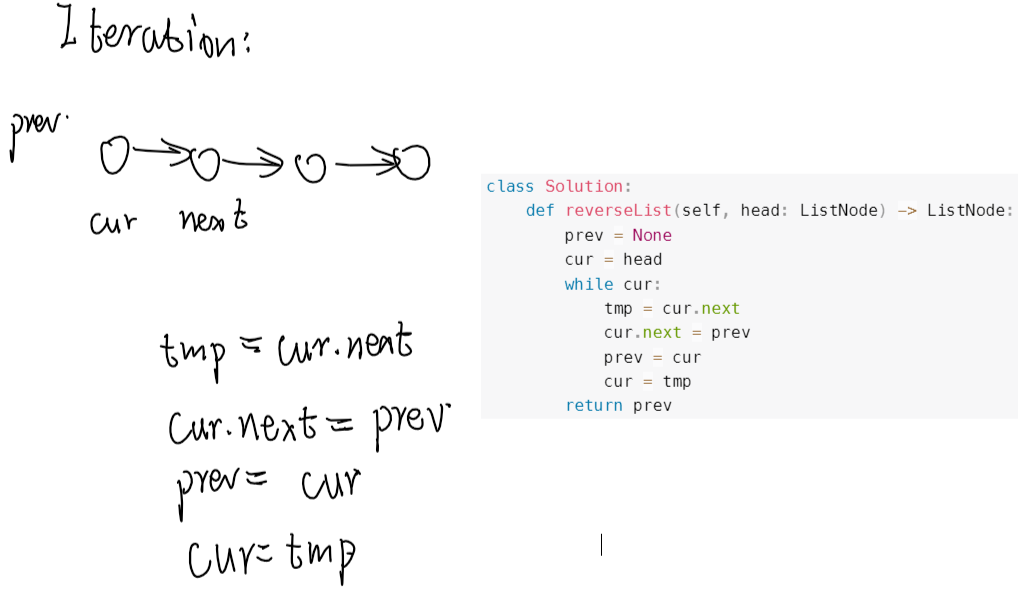 Iteration:
prev
cur next
tmp = cur.next
cur.next = prev
prev = cur
cur = tmp
class Solution:
    def reverseList(self, head: ListNode) -> ListNode:
        prev = None
        cur = head
        while cur:
            tmp = cur.next
            cur.next = prev
            prev = cur
            cur = tmp
        return prev